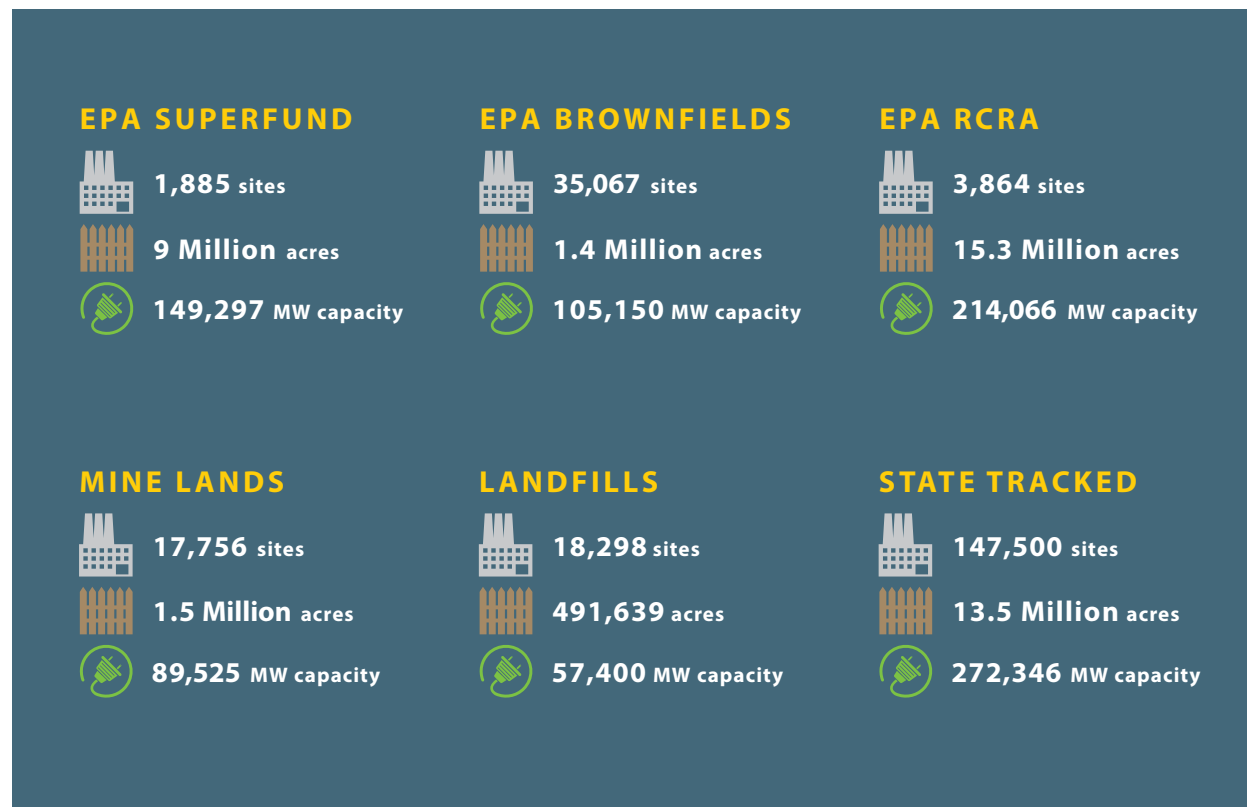 EPA SUPERFUND
1,885 sites
9 Million acres
149,297 MW capacity
EPA BROWNFIELDS
35,067 sites
1.4 Million acres
105,150 MW capacity
EPA RCRA
3,864 sites
15.3 Million acres
214,066 MW capacity
MINE LANDS
17,756 sites
1.5 Million acres
89,525 MW capacity
LANDFILLS
18,298 sites
491,639 acres
57,400 MW capacity
STATE TRACKED
147,500 sites
13.5 Million acres
272,346 MW capacity